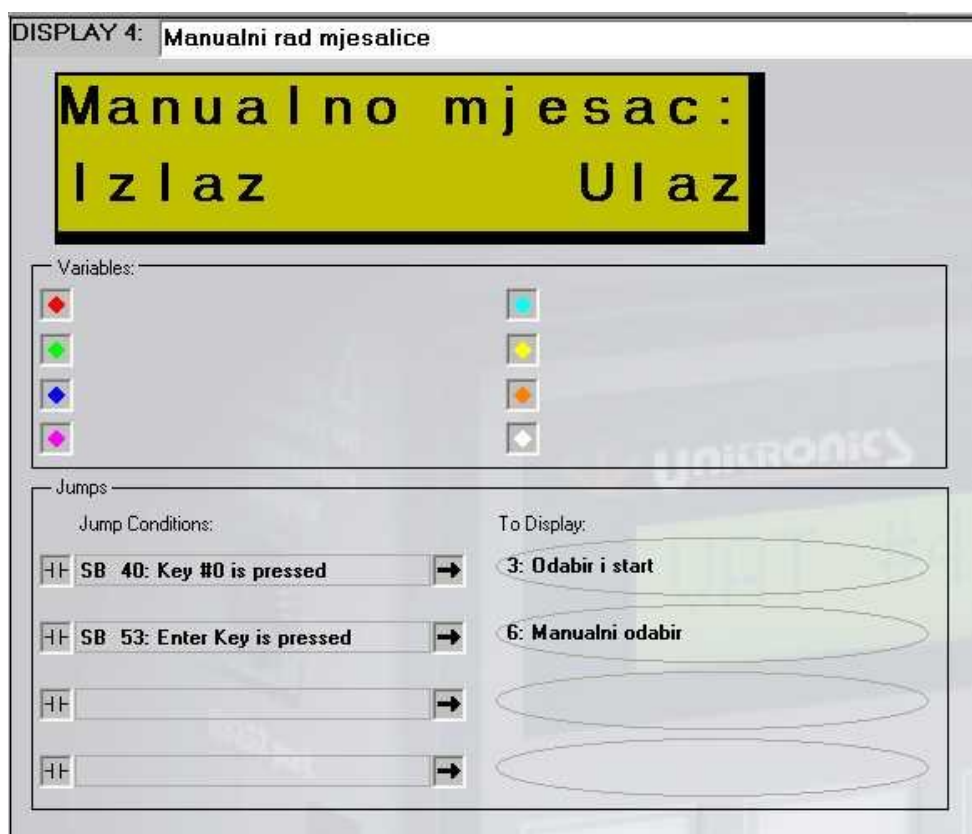 DISPLAY 4: Manualni rad mjesalice
Manualno mjesac:
Izlaz Ulaz
Variables:
UNITRONICS
Jumps
Jump Conditions: To Display:
SB 40: Key #0 is pressed 3: Odabir i start
SB 53: Enter Key is pressed 6: Manualni odabir